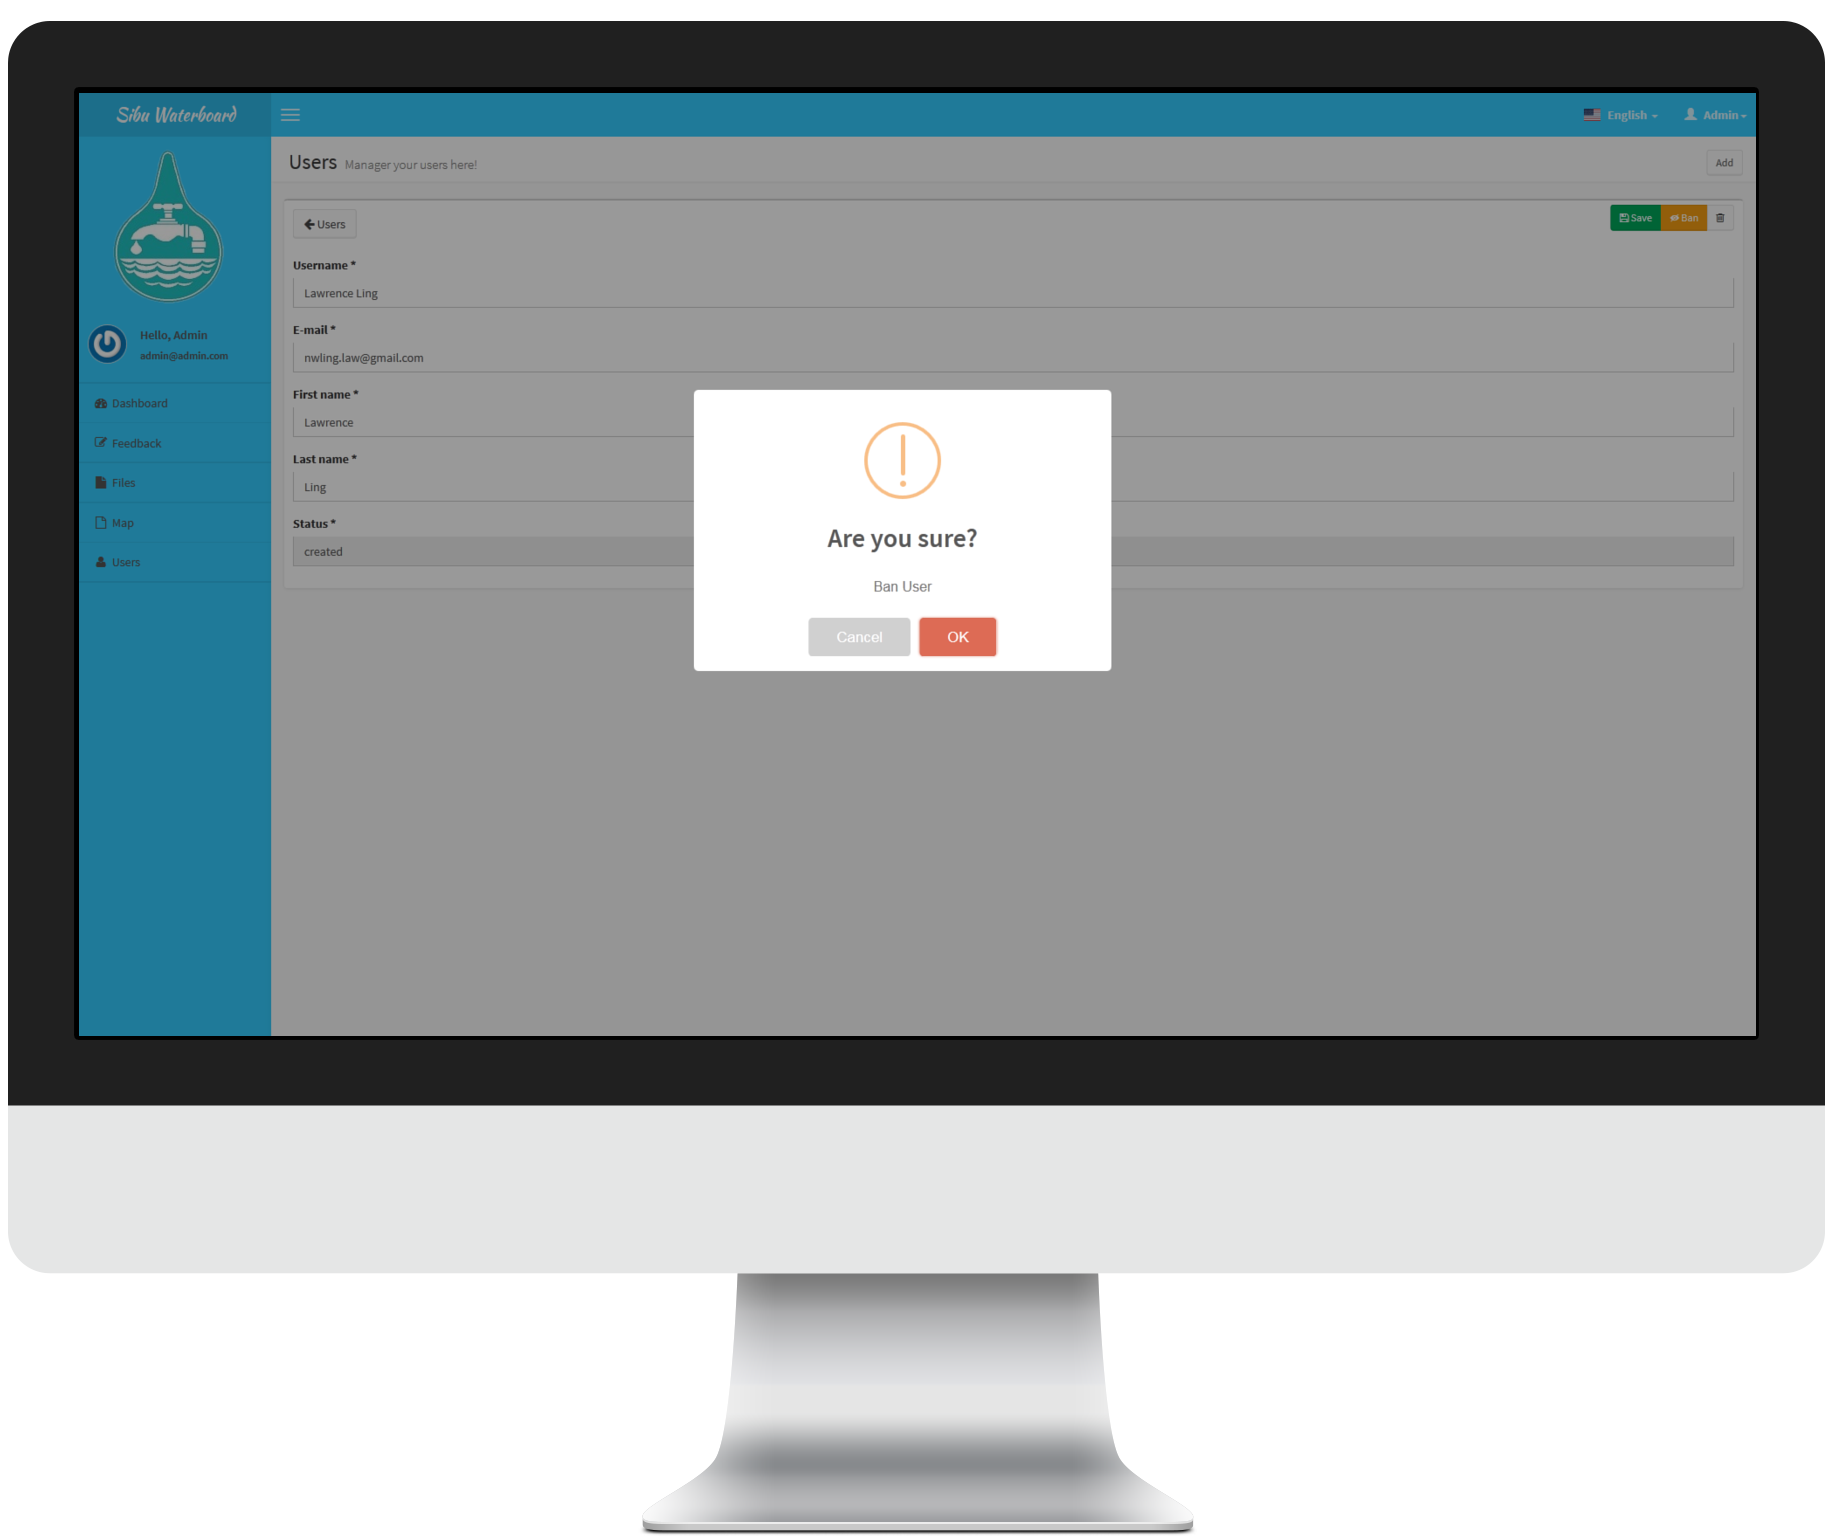 Sibu Waterboard
English
Admin
Users Manager your users here!
Add
Users
Save
Ban
Username *
Lawrence Ling
E-mail *
nwling.law@gmail.com
First name *
Lawrence
Last name *
Ling
Status *
created
Hello, Admin
admin@admin.com
Dashboard
Feedback
Files
Map
Users
Are you sure?
Ban User
Cancel
OK